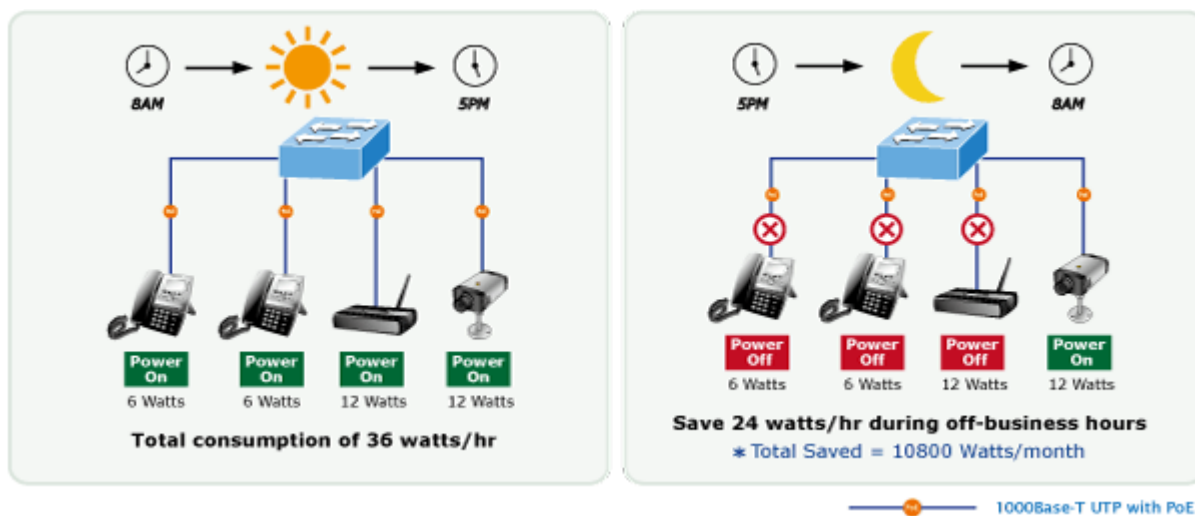 8AM
5PM
Power On
6 Watts
Power On
6 Watts
Power On
12 Watts
Power On
12 Watts
Total consumption of 36 watts/hr
5PM
8AM
Power Off
6 Watts
Power Off
6 Watts
Power Off
12 Watts
Power On
12 Watts
Save 24 watts/hr during off-business hours
* Total Saved = 10800 Watts/month
PoE 1000Base-T UTP with PoE